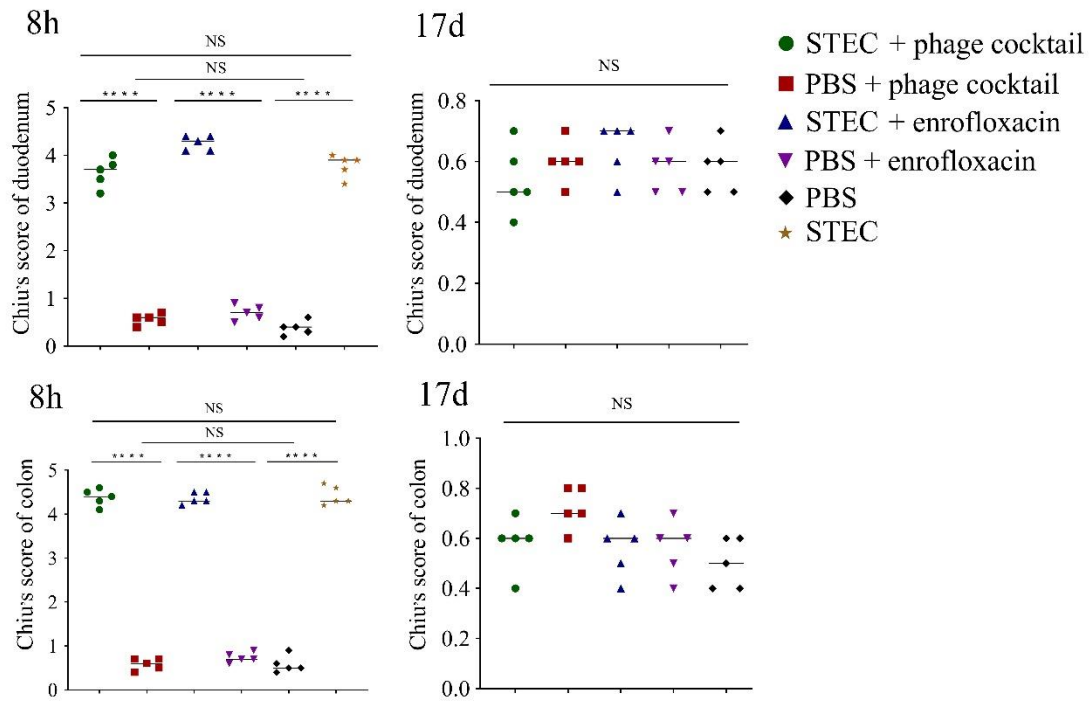 8h
NS
NS
**** **** ****
5
4
3
2
1
0
Chiu's score of duodenum
17d
NS
0.8
0.6
0.4
0.2
0.0
Chiu's score of duodenum
STEC + phage cocktail
PBS + phage cocktail
STEC + enrofloxacin
PBS + enrofloxacin
PBS
STEC
8h
NS
NS
**** **** ****
5
4
3
2
1
0
Chiu's score of colon
17d
NS
1.0
0.8
0.6
0.4
0.2
0.0
Chiu's score of colon